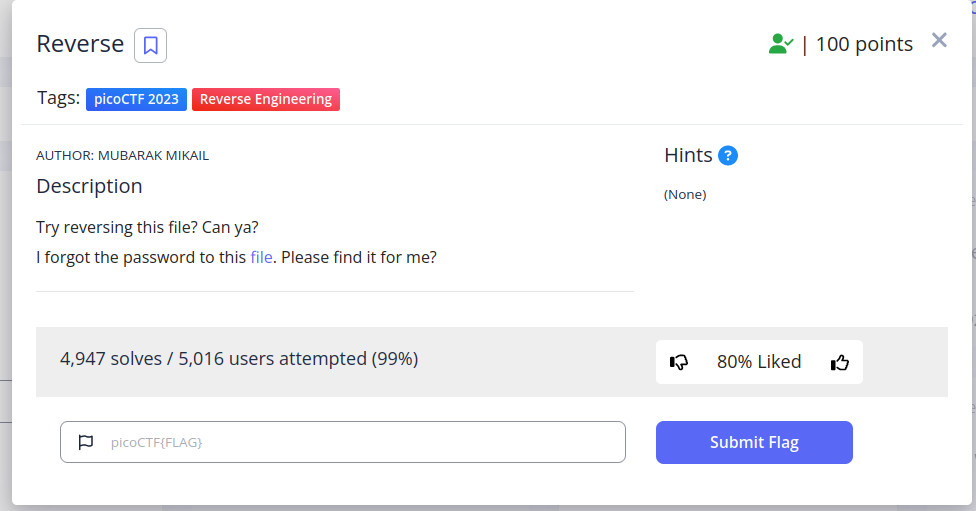 Reverse
| 100 points
Tags: picoCTF 2023 Reverse Engineering
AUTHOR: MUBARAK MIKAIL
Description
Try reversing this file? Can ya?
I forgot the password to this file. Please find it for me?
Hints ?
(None)
4,947 solves / 5,016 users attempted (99%)
80% Liked
picoCTF{FLAG}
Submit Flag